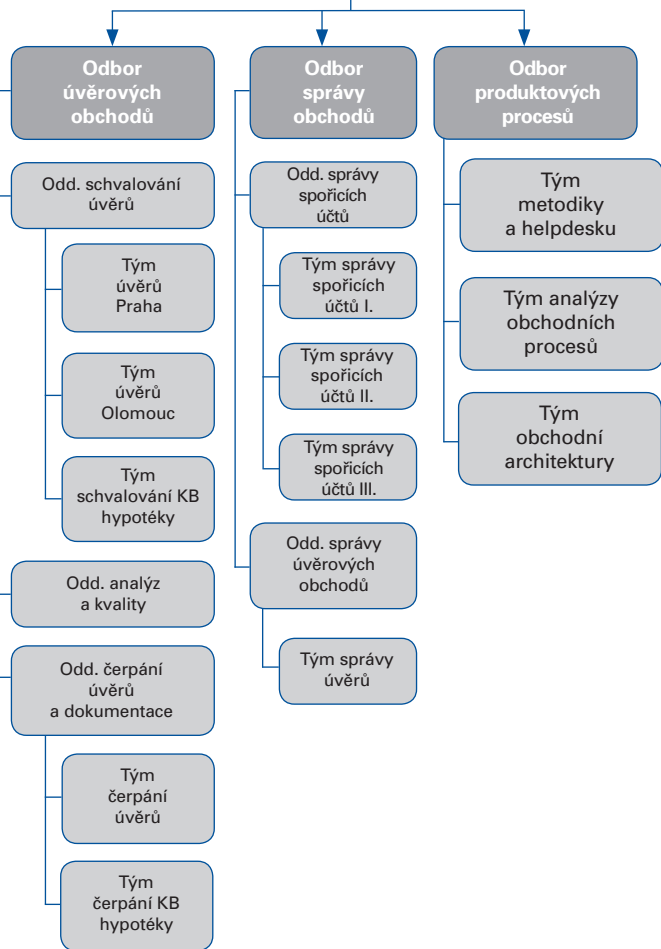 Odbor
úvěrových
obchodů
Odd. schvalování
úvěrů
Tým
úvěrů
Praha
Tým
úvěrů
Olomouc
Tým
schvalování KB
hypotéky
Odd. analýz
a kvality
Odd. čerpání
úvěrů
a dokumentace
Tým
čerpání
úvěrů
Tým
čerpání KB
hypotéky
Odbor
správy
obchodů
Odd. správy
spořicích
účtů
Tým správy
spořicích
účtů I.
Tým správy
spořicích
účtů II.
Tým správy
spořicích
účtů III.
Odd. správy
úvěrových
obchodů
Tým správy
úvěrů
Odbor
produktových
procesů
Tým
metodiky
a helpdesku
Tým analýzy
obchodních
procesů
Tým
obchodní
architektury